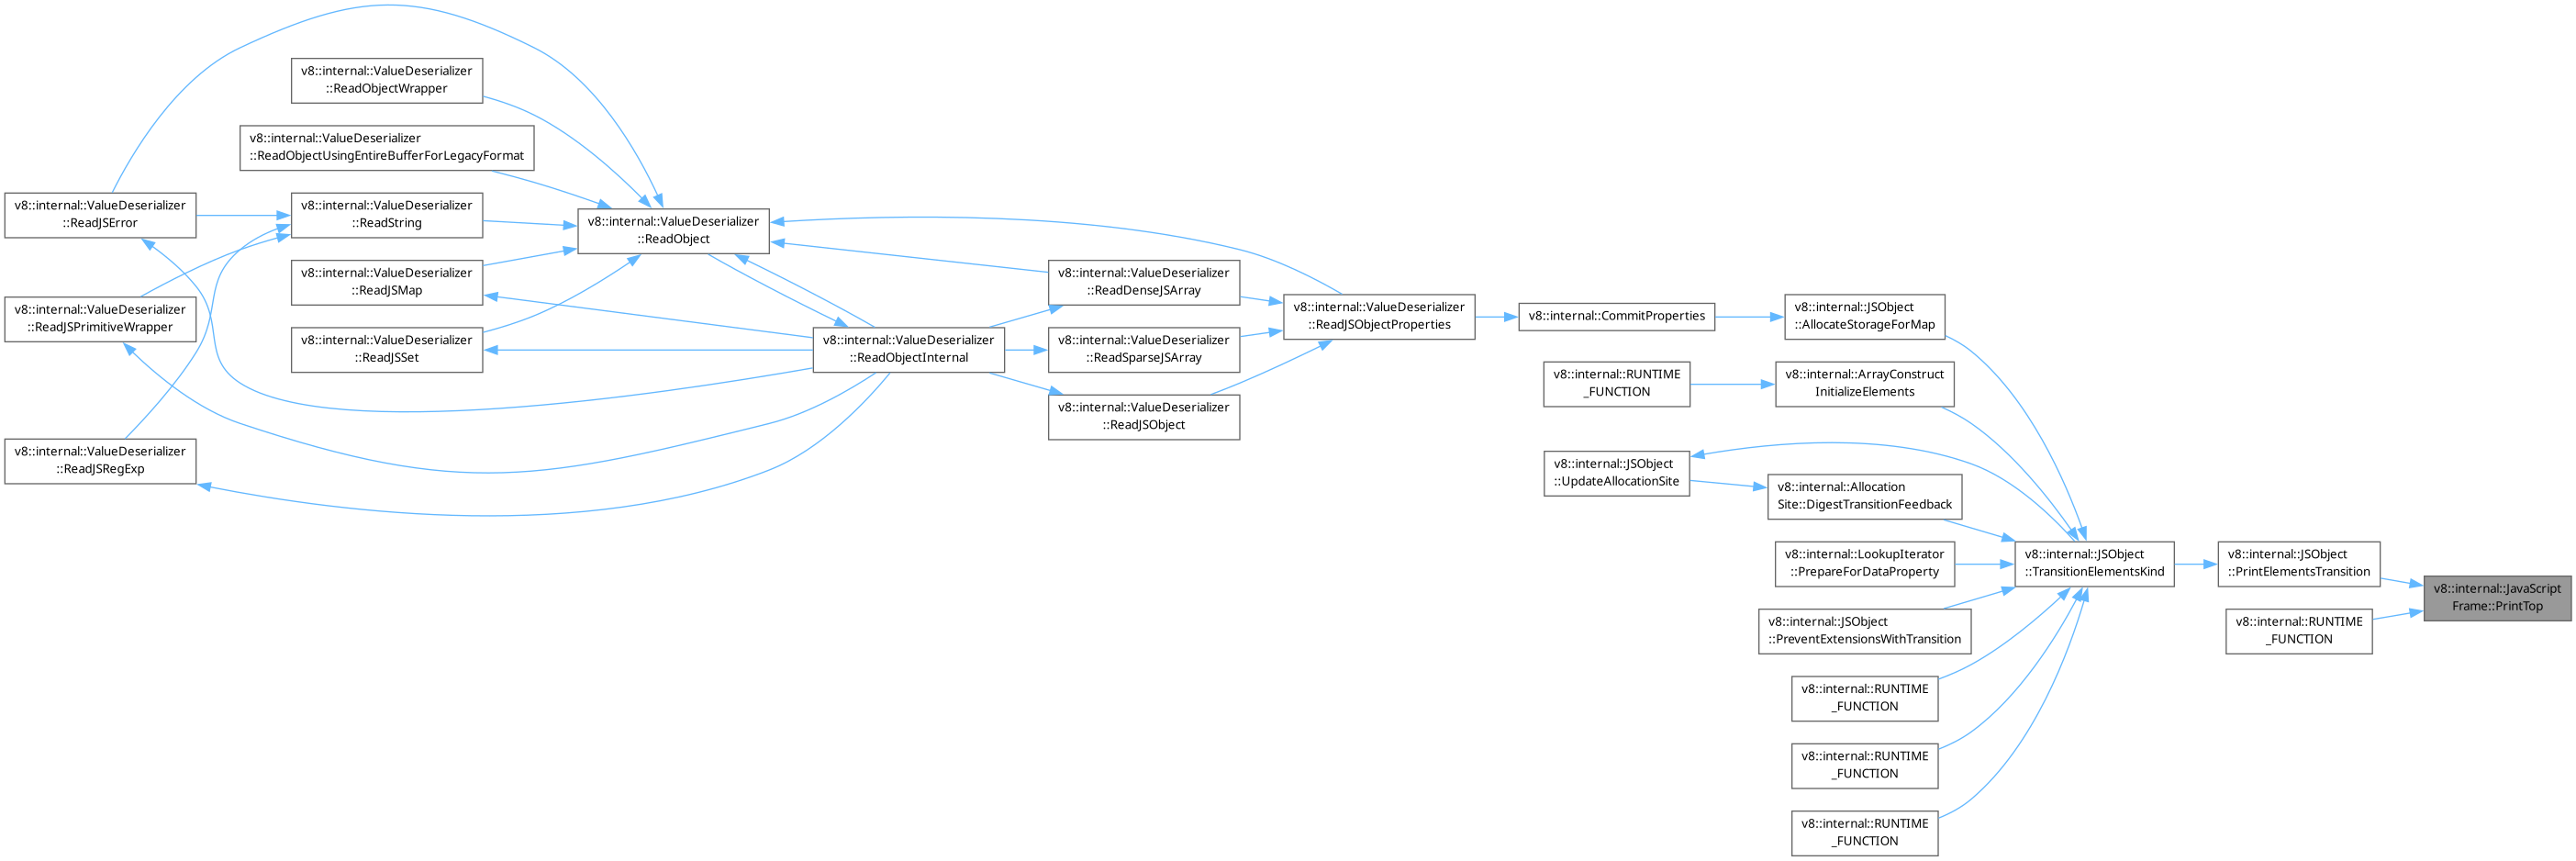 v8::internal::ValueDeserializer
::ReadObjectWrapper
v8::internal::ValueDeserializer
::ReadObjectUsingEntireBufferForLegacyFormat
v8::internal::ValueDeserializer
::ReadJSError
v8::internal::ValueDeserializer
::ReadString
v8::internal::ValueDeserializer
::ReadObject
v8::internal::ValueDeserializer
::ReadJSMap
v8::internal::ValueDeserializer
::ReadJSPrimitiveWrapper
v8::internal::ValueDeserializer
::ReadJSSet
v8::internal::ValueDeserializer
::ReadJSRegExp
v8::internal::ValueDeserializer
::ReadObjectInternal
v8::internal::ValueDeserializer
::ReadDenseJSArray
v8::internal::ValueDeserializer
::ReadSparseJSArray
v8::internal::ValueDeserializer
::ReadJSObject
v8::internal::ValueDeserializer
::ReadJSObjectProperties
v8::internal::CommitProperties
v8::internal::JSObject
::AllocateStorageForMap
v8::internal::RUNTIME
_FUNCTION
v8::internal::ArrayConstruct
InitializeElements
v8::internal::JSObject
::UpdateAllocationSite
v8::internal::Allocation
Site::DigestTransitionFeedback
v8::internal::LookupIterator
::PrepareForDataProperty
v8::internal::JSObject
::PreventExtensionsWithTransition
v8::internal::RUNTIME
_FUNCTION
v8::internal::RUNTIME
_FUNCTION
v8::internal::RUNTIME
_FUNCTION
v8::internal::JSObject
::TransitionElementsKind
v8::internal::JSObject
::PrintElementsTransition
v8::internal::RUNTIME
_FUNCTION
v8::internal::JavaScript
Frame::PrintTop